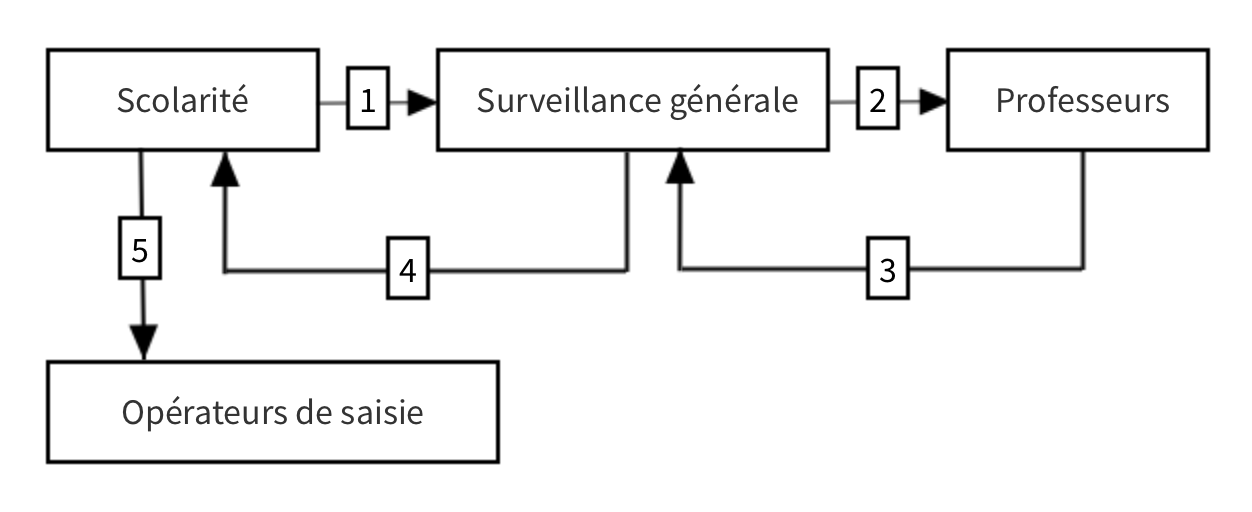 Scolarité
1
Surveillance générale
2
Professeurs
5
4
3
Opérateurs de saisie